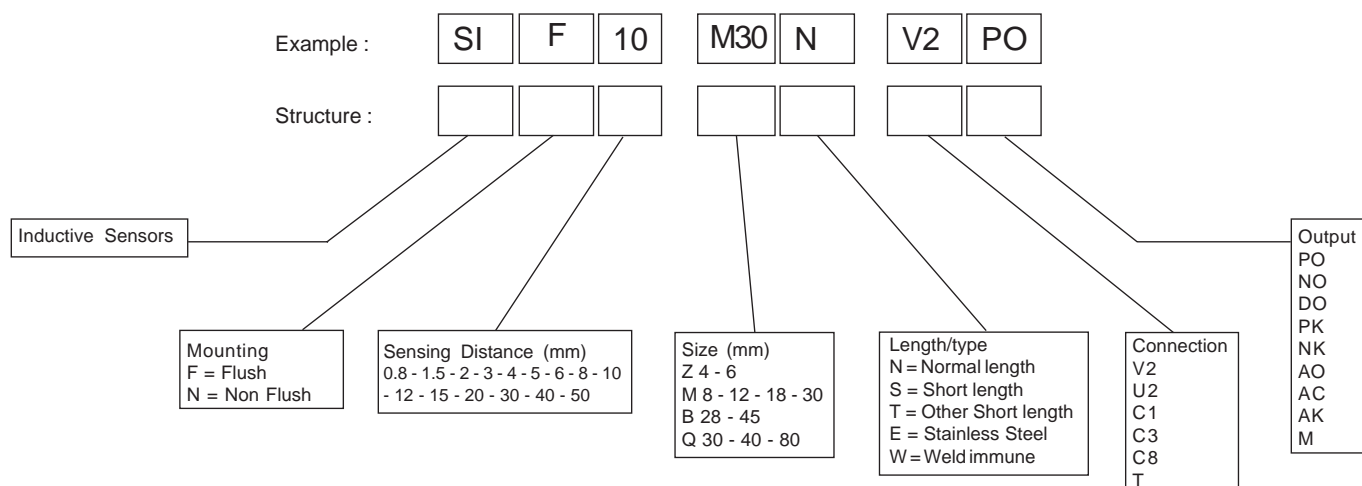 Example : SI F 10 M30 N V2 PO
Structure :
Inductive Sensors
Mounting
F = Flush
N = Non Flush
Sensing Distance (mm)
0.8 - 1.5 - 2 - 3 - 4 - 5 - 6 - 8 - 10
- 12 - 15 - 20 - 30 - 40 - 50
Size (mm)
Z 4 - 6
M 8 - 12 - 18 - 30
B 28 - 45
Q 30 - 40 - 80
Length/type
N = Normal length
S = Short length
T = Other Short length
E = Stainless Steel
W = Weld immune
Connection
V2
U2
C1
C3
C8
T
Output
PO
NO
DO
PK
NK
AO
AC
AK
M